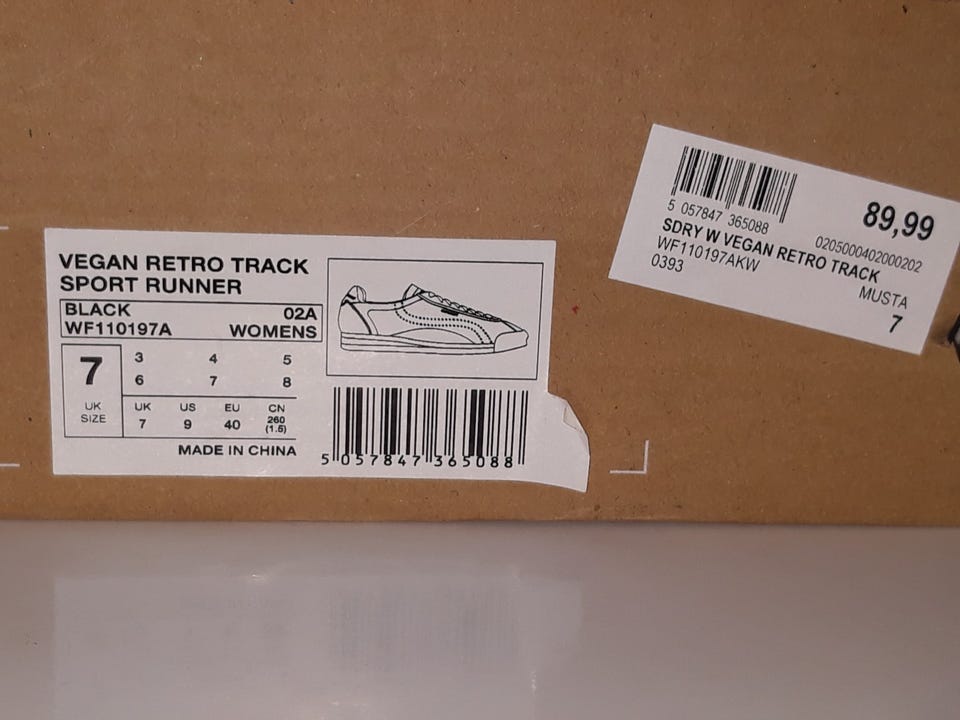 VEGAN RETRO TRACK
SPORT RUNNER
BLACK 02A
WF110197A WOMENS
7
UK
SIZE
3 4 5
6 7 8
UK US EU CN
7 9 40 260
(1.5)
MADE IN CHINA
5 057847 365088
5 057847 365088
89,99
0205000402000202
SDRY W VEGAN RETRO TRACK
WF110197AKW
MUSTA
0393
7